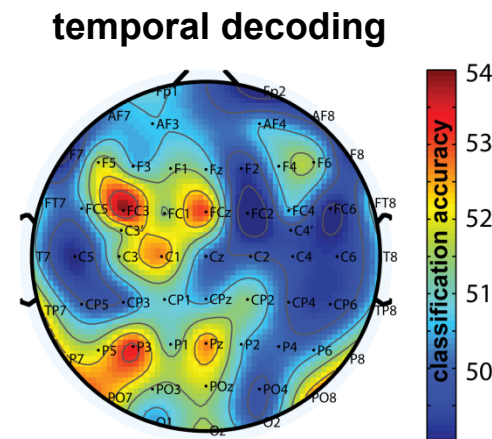 temporal decoding
Fp1 Fp2
AF7 AF3 AF4 AF8
F7 F5 F3 F1 Fz F2 F4 F6 F8
FT7 FC5 FC3 FC1 FCz FC2 FC4 FC6 FT8
C3' C4'
T7 C5 C3 C1 Cz C2 C4 C6 T8
TP7 CP5 CP3 CP1 CPz CP2 CP4 CP6 TP8
P7 P5 P3 P1 Pz P2 P4 P6 P8
PO7 PO3 POz PO4 PO8
O1 Oz O2
54
53
52
51
50
classification accuracy